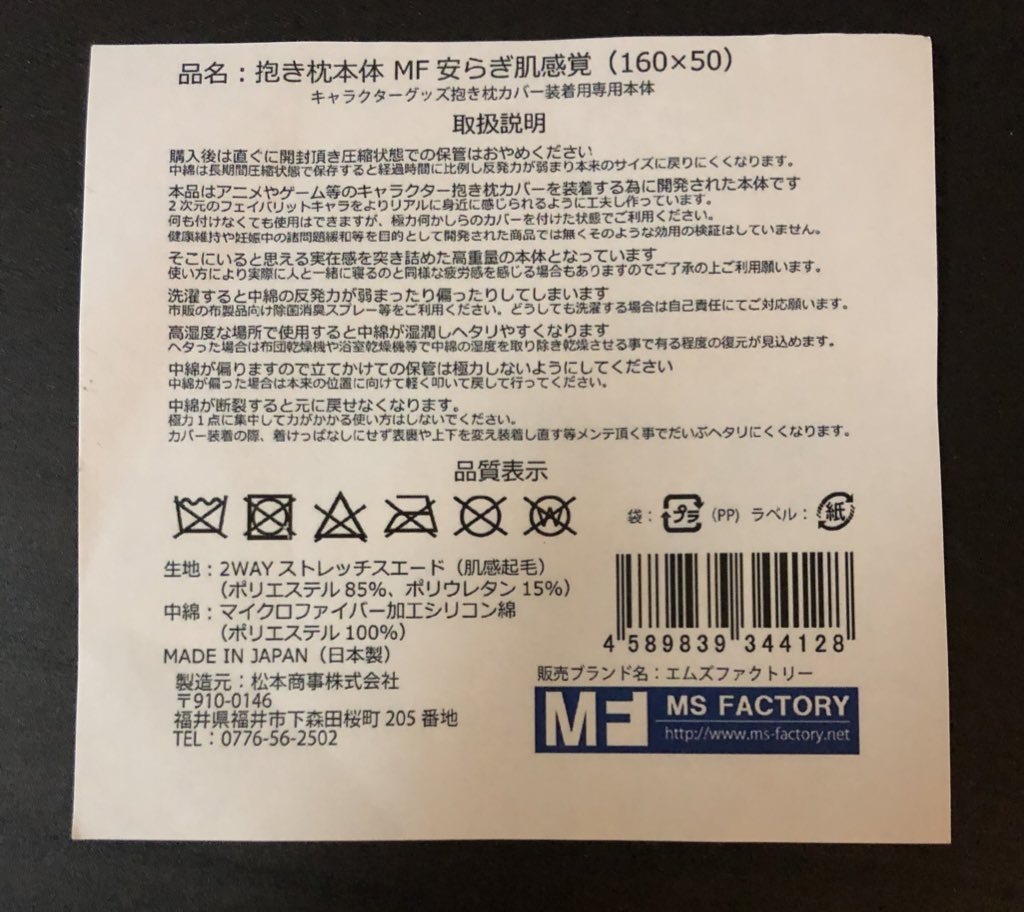 品名：抱き枕本体 MF 安らぎ肌感覚（160×50）
キャラクターグッズ抱き枕カバー装着用専用本体
取扱説明
購入後は直ぐに開封頂き圧縮状態での保管はおやめください
中綿は長期間圧縮状態で保存すると経過時間に比例し反発力が弱まり本来のサイズに戻りにくくなります。
本品はアニメやゲーム等のキャラクター抱き枕カバーを装着する為に開発された本体です
２次元のフェイバリットキャラをよりリアルに身近に感じられるように工夫し作っています。
何も付けなくても使用はできますが、極力何かしらのカバーを付けた状態でご利用ください。
健康維持や妊娠中の諸問題緩和等を目的として開発された商品では無くそのような効用の検証はしていません。
そこにいると思える実在感を突き詰めた高重量の本体となっています
使い方により実際に人と一緒に寝るのと同様な疲労感を感じる場合もありますのでご了承の上ご利用願います。
洗濯すると中綿の反発力が弱まったり偏ったりしてしまいます
市販の布製品向け除菌消臭スプレー等をご利用ください。どうしても洗濯する場合は自己責任にてご対応願います。
高湿度な場所で使用すると中綿が湿潤しヘタリやすくなります
ヘタった場合は布団乾燥機や浴室乾燥機等で中綿の湿度を取り除き乾燥させる事で有る程度の復元が見込めます。
中綿が偏りますので立てかけての保管は極力しないようにしてください
中綿が偏った場合は本来の位置に向けて軽く叩いて戻して行ってください。
中綿が断裂すると元に戻せなくなります。
極力１点に集中して力がかかる使い方はしないでください。
カバー装着の際、着けっぱなしにせず表裏や上下を変え装着し直す等メンテ頂く事でだいぶヘタリにくくなります。
品質表示
W
袋： プラ (PP) ラベル： 紙
生地：2WAY ストレッチスエード（肌感起毛）
（ポリエステル 85%、ポリウレタン 15%）
中綿：マイクロファイバー加工シリコン綿
（ポリエステル 100%）
MADE IN JAPAN（日本製）
製造元：松本商事株式会社
〒910-0146
福井県福井市下森田桜町 205 番地
TEL：0776-56-2502
4 589839 344128
販売ブランド名：エムズファクトリー
MF MS FACTORY
http://www.ms-factory.net